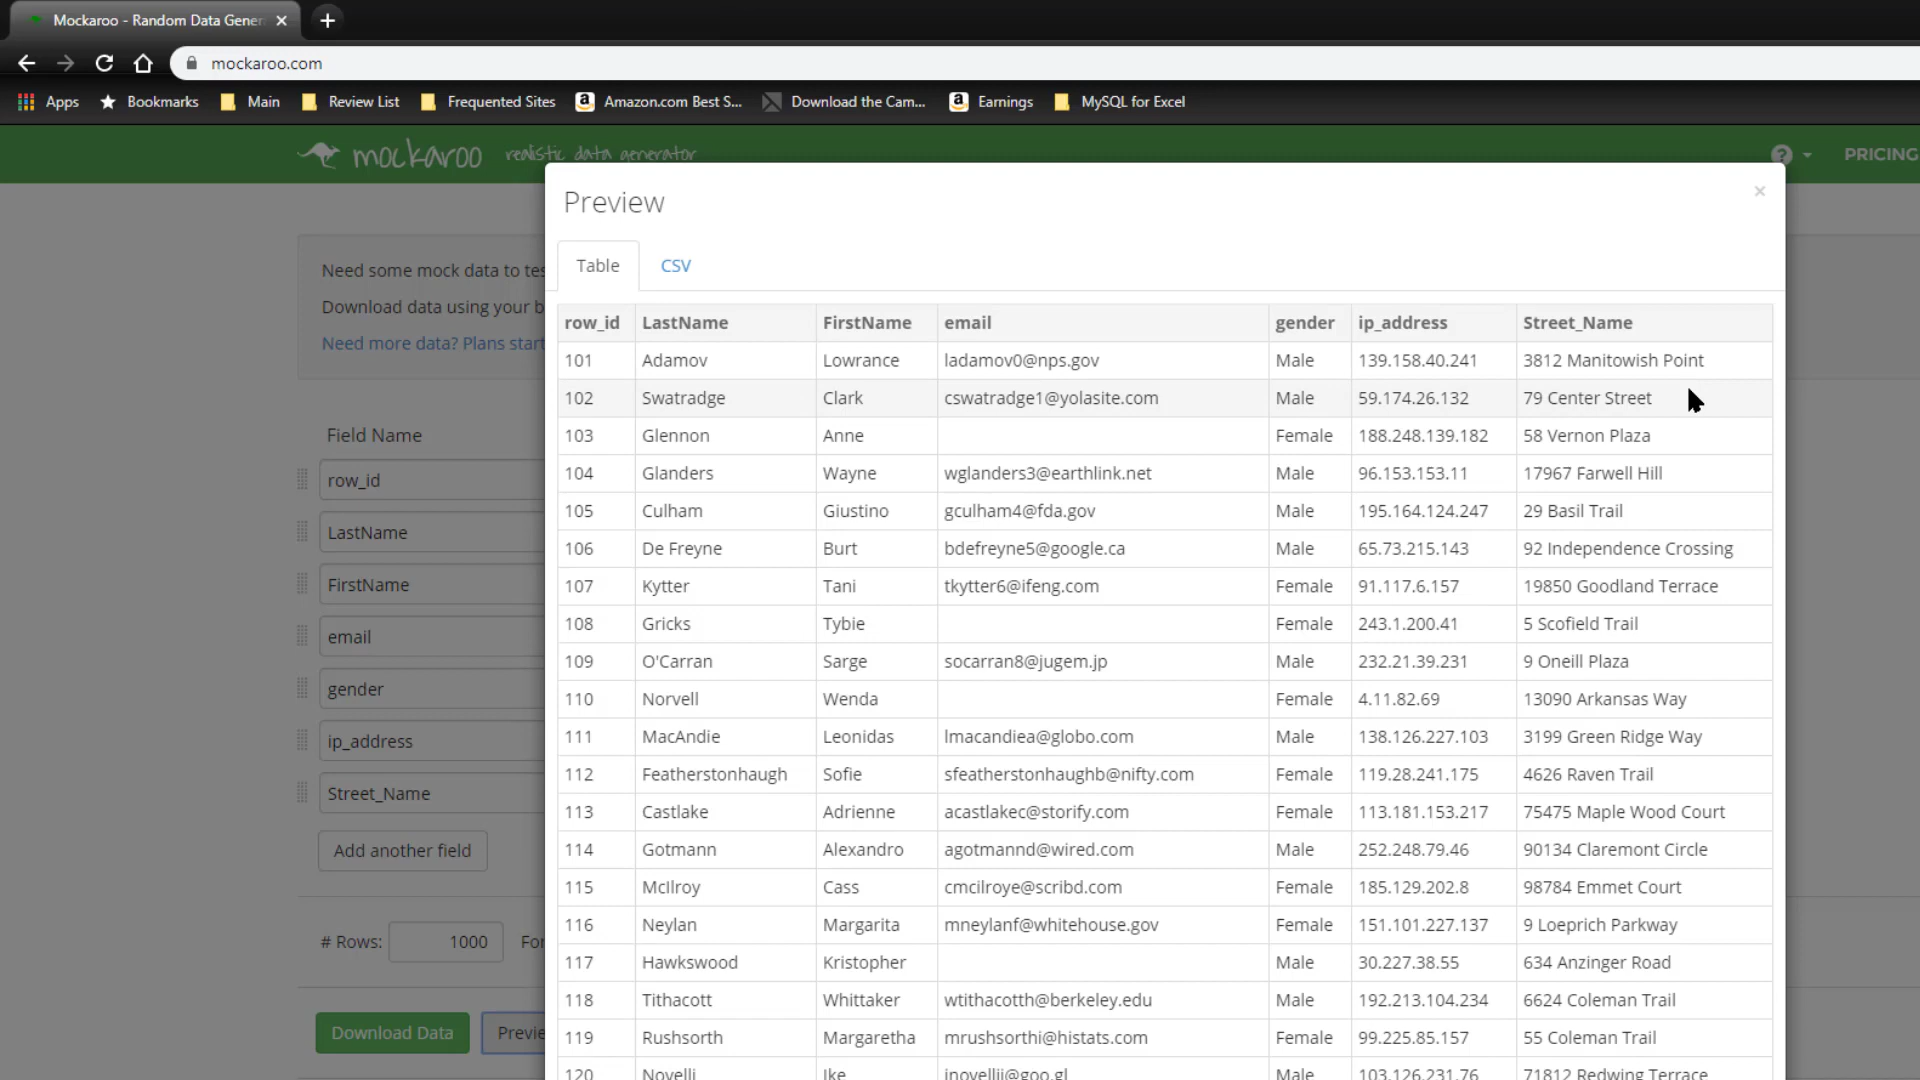 Mockaroo - Random Data Gener
mockaroo.com
Apps Bookmarks Main Review List Frequented Sites Amazon.com Best S... Download the Cam... Earnings MySQL for Excel
mockaroo realistic data generator ? PRICING
Preview ×
Need some mock data to tes
Download data using your b
Need more data? Plans start
Table CSV
row_id LastName FirstName email gender ip_address Street_Name
101 Adamov Lowrance ladamov0@nps.gov Male 139.158.40.241 3812 Manitowish Point
102 Swatradge Clark cswatradge1@yolasite.com Male 59.174.26.132 79 Center Street
103 Glennon Anne Female 188.248.139.182 58 Vernon Plaza
104 Glanders Wayne wglanders3@earthlink.net Male 96.153.153.11 17967 Farwell Hill
105 Culham Giustino gculham4@fda.gov Male 195.164.124.247 29 Basil Trail
106 De Freyne Burt bdefreyne5@google.ca Male 65.73.215.143 92 Independence Crossing
107 Kytter Tani tkytter6@ifeng.com Female 91.117.6.157 19850 Goodland Terrace
108 Gricks Tybie Female 243.1.200.41 5 Scofield Trail
109 O'Carran Sarge socarran8@jugem.jp Male 232.21.39.231 9 Oneill Plaza
110 Norvell Wenda Female 4.11.82.69 13090 Arkansas Way
111 MacAndie Leonidas lmacandiea@globo.com Male 138.126.227.103 3199 Green Ridge Way
112 Featherstonhaugh Sofie sfeatherstonhaughb@nifty.com Female 119.28.241.175 4626 Raven Trail
113 Castlake Adrienne acastlakec@storify.com Female 113.181.153.217 75475 Maple Wood Court
114 Gotmann Alexandro agotmannd@wired.com Male 252.248.79.46 90134 Claremont Circle
115 McIlroy Cass cmcilroye@scribd.com Female 185.129.202.8 98784 Emmet Court
116 Neylan Margarita mneylanf@whitehouse.gov Female 151.101.227.137 9 Loeprich Parkway
117 Hawkswood Kristopher Male 30.227.38.55 634 Anzinger Road
118 Tithacott Whittaker wtithacotth@berkeley.edu Male 192.213.104.234 6624 Coleman Trail
119 Rushsorth Margaretha mrushsorthi@histats.com Female 99.225.85.157 55 Coleman Trail
120 Novelli Ike inovellij@goo.gl Male 103.126.231.76 71812 Redwing Terrace
Field Name
row_id
LastName
FirstName
email
gender
ip_address
Street_Name
Add another field
# Rows: 1000 For
Download Data Previe